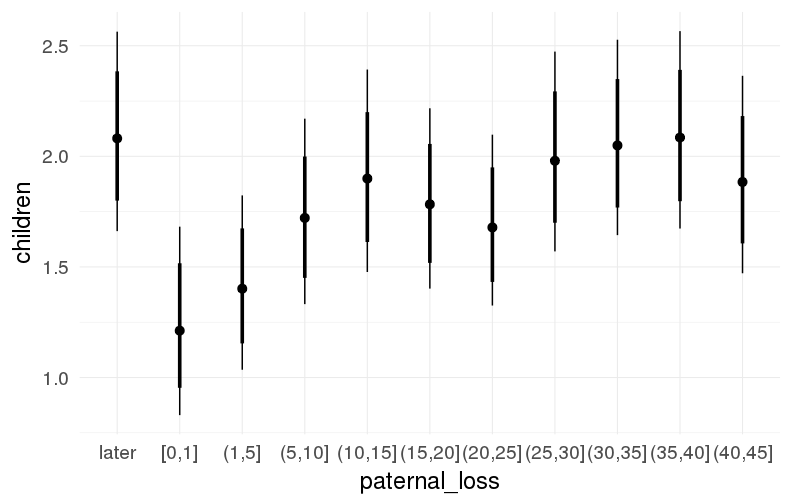 children
2.5
2.0
1.5
1.0
later [0,1] (1,5] (5,10] (10,15] (15,20] (20,25] (25,30] (30,35] (35,40] (40,45]
paternal_loss